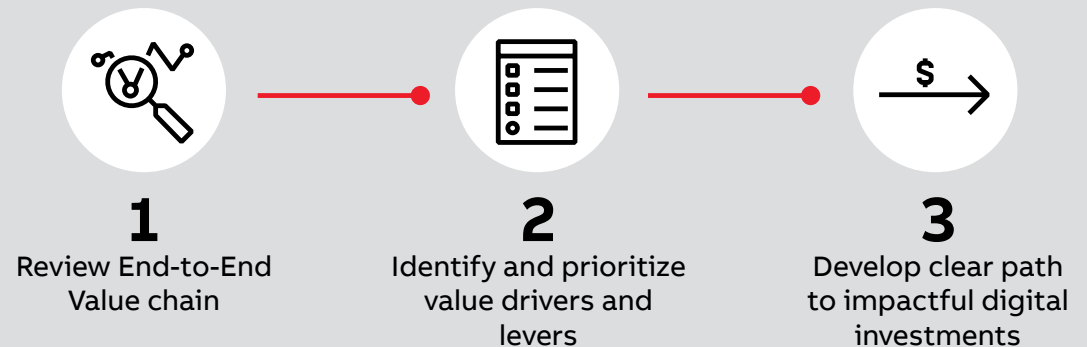 $
1
Review End-to-End
Value chain
2
Identify and prioritize
value drivers and
levers
3
Develop clear path
to impactful digital
investments